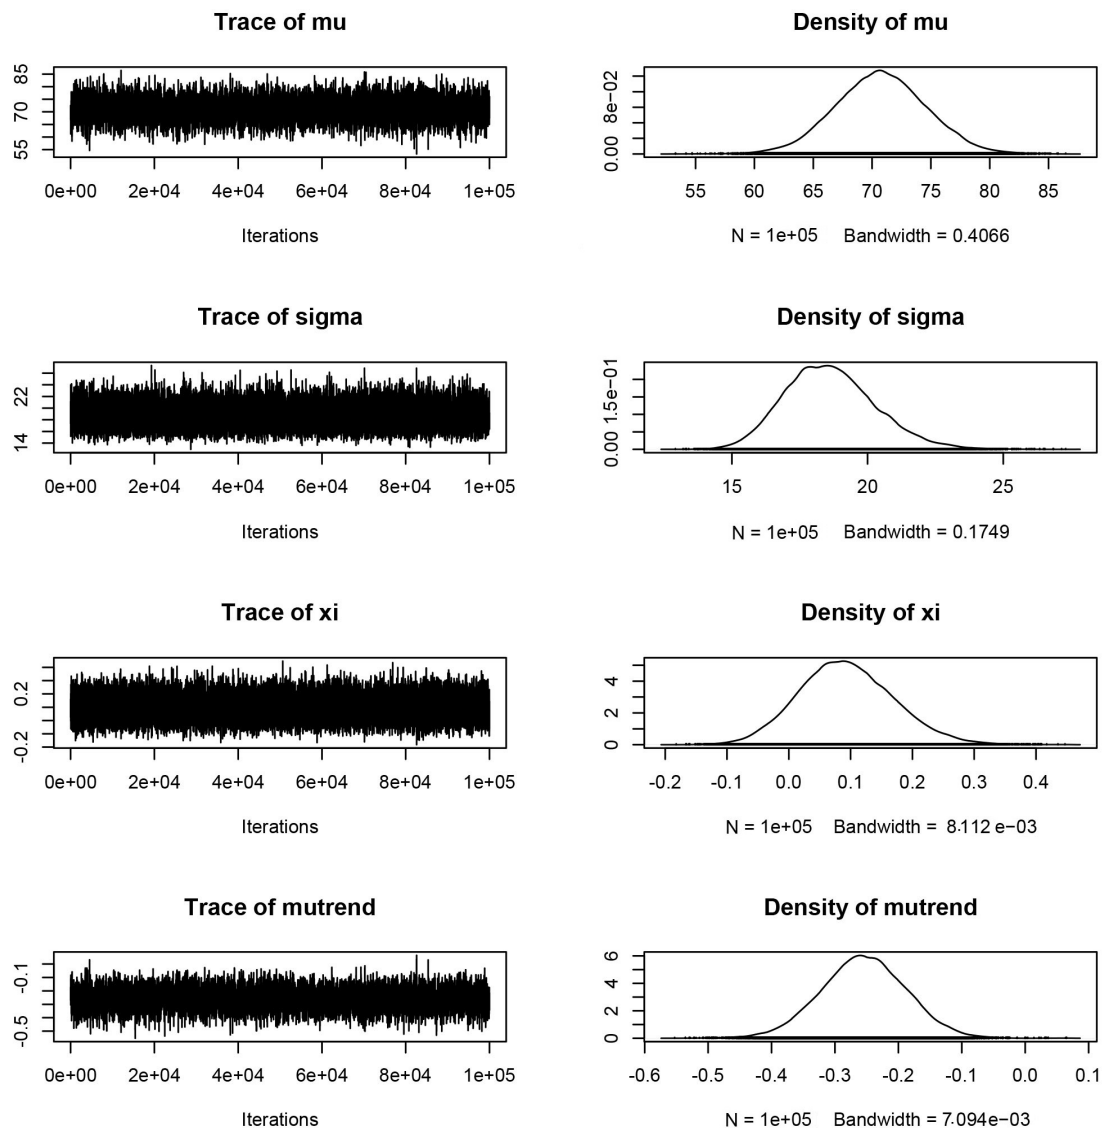 Trace of mu
85
70
55
0e+00 2e+04 4e+04 6e+04 8e+04 1e+05
Iterations
Density of mu
8e−02
0.00
55 60 65 70 75 80 85
N = 1e+05 Bandwidth = 0.4066
Trace of sigma
22
14
0e+00 2e+04 4e+04 6e+04 8e+04 1e+05
Iterations
Density of sigma
1.5e−01
0.00
15 20 25
N = 1e+05 Bandwidth = 0.1749
Trace of xi
0.2
-0.2
0e+00 2e+04 4e+04 6e+04 8e+04 1e+05
Iterations
Density of xi
4
2
0
-0.2 -0.1 0.0 0.1 0.2 0.3 0.4
N = 1e+05 Bandwidth = 8.112 e−03
Trace of mutrend
-0.1
-0.5
0e+00 2e+04 4e+04 6e+04 8e+04 1e+05
Iterations
Density of mutrend
6
4
2
0
-0.6 -0.5 -0.4 -0.3 -0.2 -0.1 0.0 0.1
N = 1e+05 Bandwidth = 7.094e−03